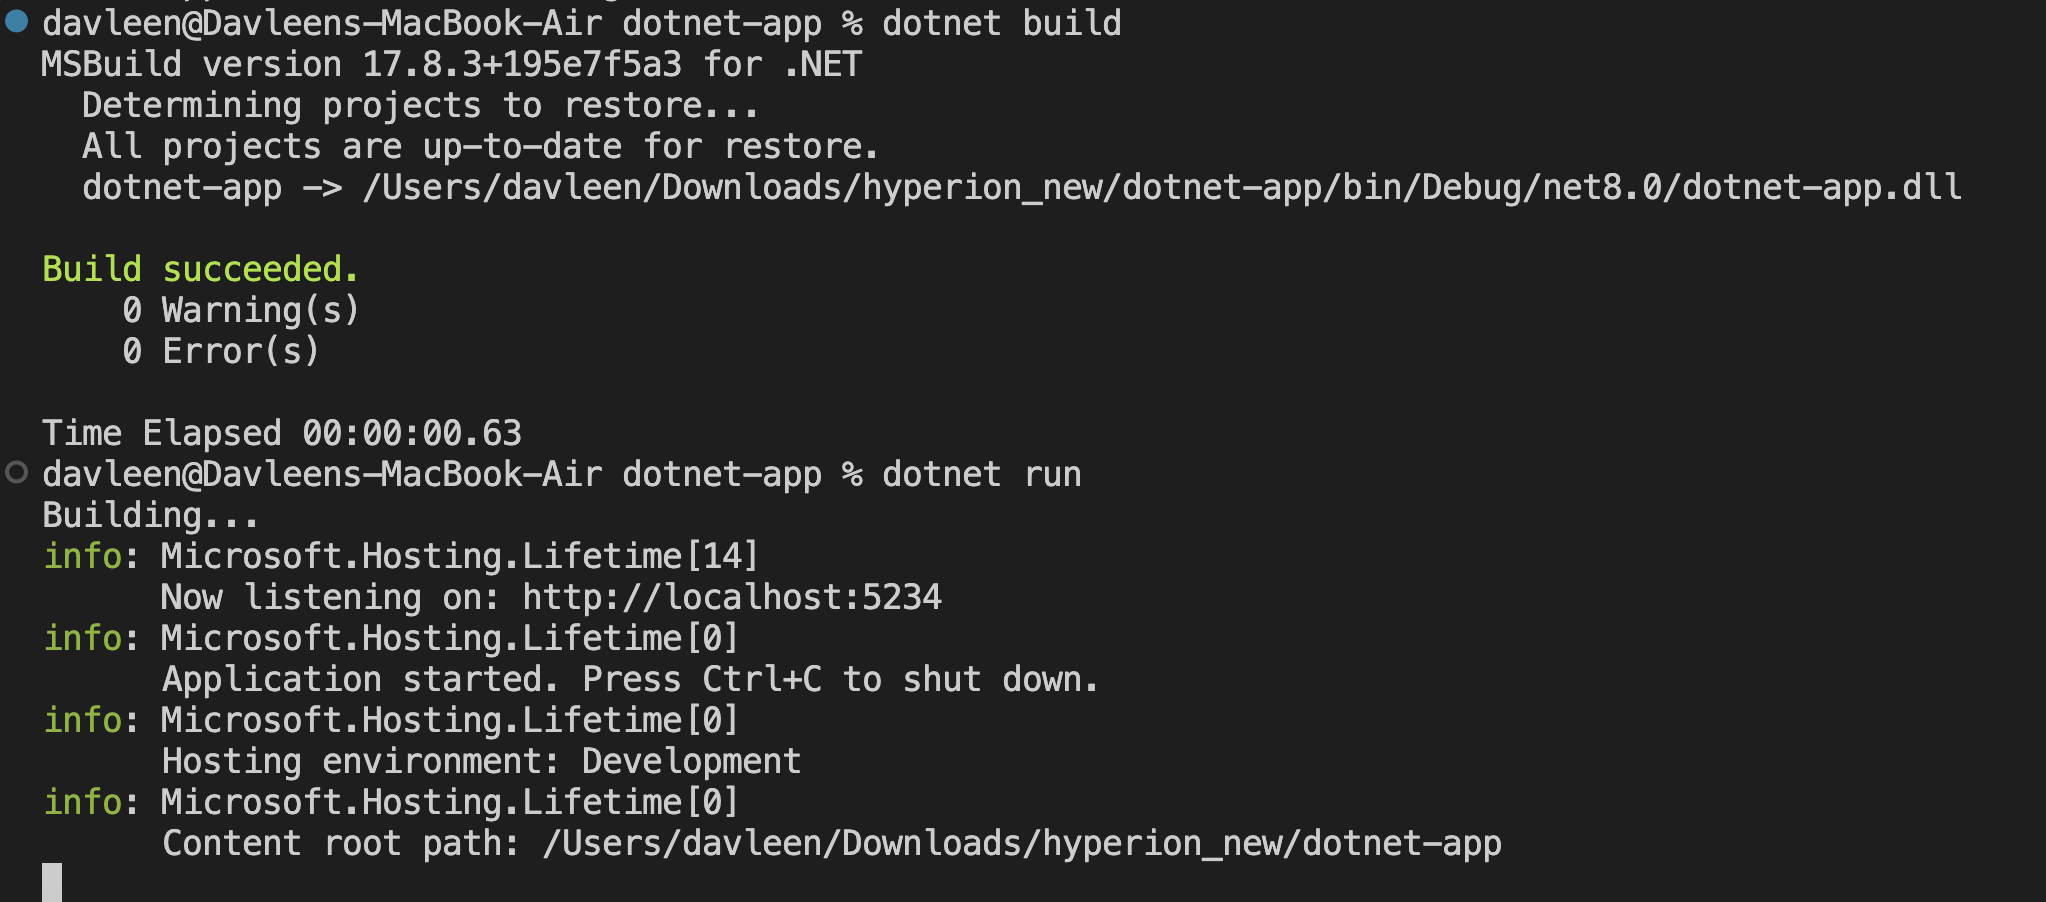 davleen@Davleens-MacBook-Air dotnet-app % dotnet build
MSBuild version 17.8.3+195e7f5a3 for .NET
  Determining projects to restore...
  All projects are up-to-date for restore.
  dotnet-app -> /Users/davleen/Downloads/hyperion_new/dotnet-app/bin/Debug/net8.0/dotnet-app.dll

Build succeeded.
    0 Warning(s)
    0 Error(s)

Time Elapsed 00:00:00.63
davleen@Davleens-MacBook-Air dotnet-app % dotnet run
Building...
info: Microsoft.Hosting.Lifetime[14]
      Now listening on: http://localhost:5234
info: Microsoft.Hosting.Lifetime[0]
      Application started. Press Ctrl+C to shut down.
info: Microsoft.Hosting.Lifetime[0]
      Hosting environment: Development
info: Microsoft.Hosting.Lifetime[0]
      Content root path: /Users/davleen/Downloads/hyperion_new/dotnet-app